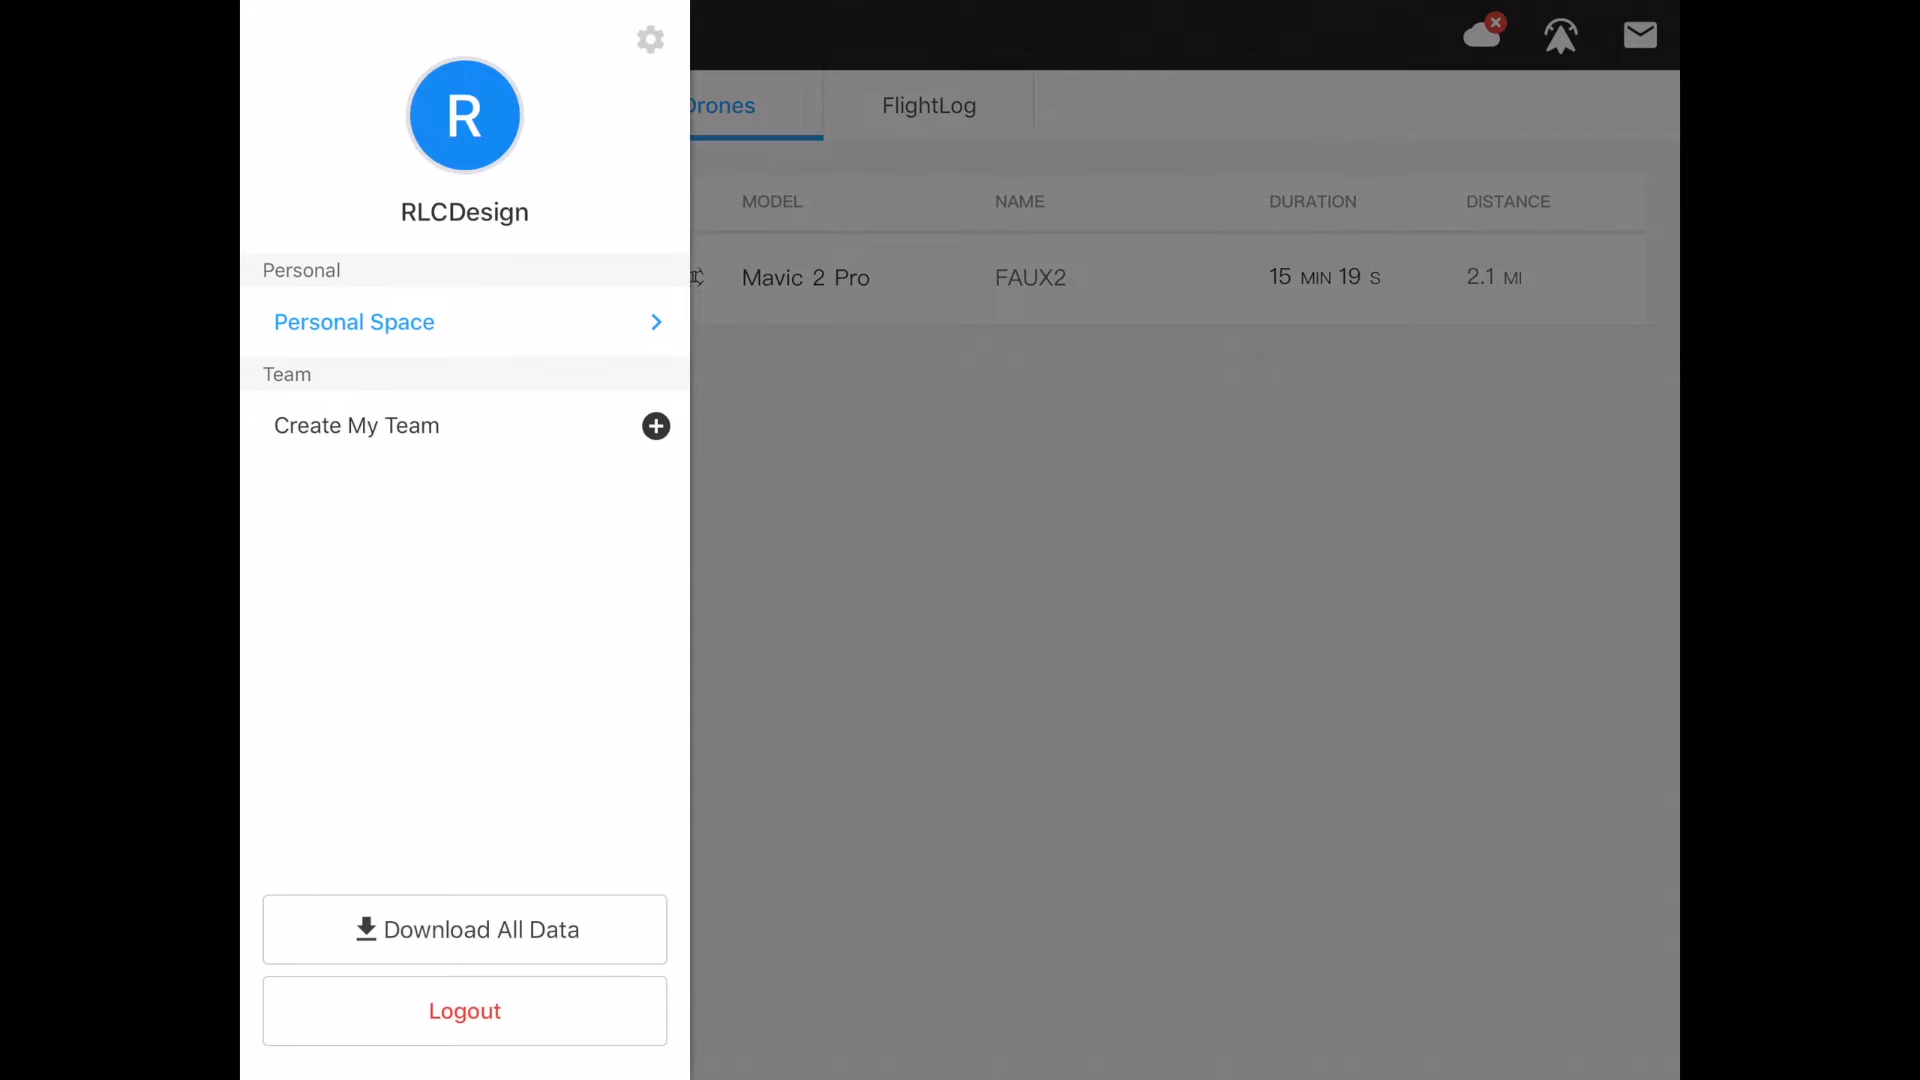 R
RLCDesign
Personal
Personal Space
Team
Create My Team
Download All Data
Logout
Drones
FlightLog
MODEL NAME DURATION DISTANCE
Mavic 2 Pro FAUX2 15 MIN 19 S 2.1 MI